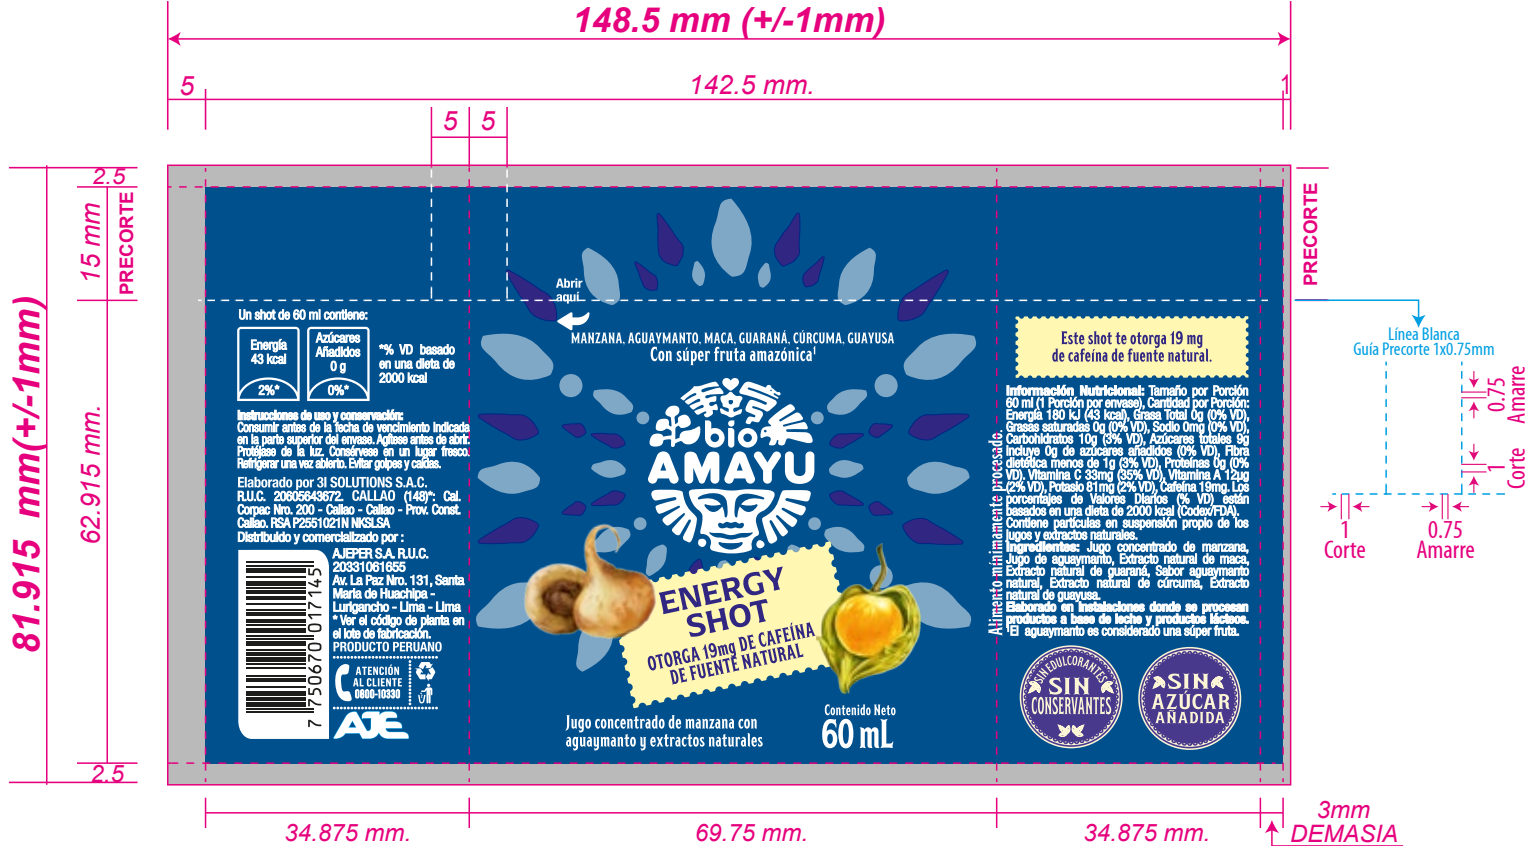 148.5 mm (+/-1mm)
5
142.5 mm.
1
5
5
2.5
15 mm
PRECORTE
62.915 mm.
81.915 mm(+/-1mm)
2.5
Un shot de 60 ml contiene:
Energía
43 kcal
2%*
Azúcares
Añadidos
0 g
0%*
*% VD basado
en una dieta de
2000 kcal
Instrucciones de uso y conservación:
Consumir antes de la fecha de vencimiento indicada
en la parte superior del envase. Agítese antes de abrir.
Protéjase de la luz. Consérvese en un lugar fresco.
Refrigerar una vez abierto. Evitar golpes y caídas.
Elaborado por 3I SOLUTIONS S.A.C.
R.U.C. 20605643672. CALLAO (148)*: Cal.
Corpac Nro. 200 - Callao - Callao - Prov. Const.
Callao. RSA P2551021N NKSLSA
Distribuido y comercializado por :
7 750670 017145
AJEPER S.A. R.U.C.
20331061655
Av. La Paz Nro. 131, Santa
María de Huachipa -
Lurigancho - Lima - Lima
* Ver el código de planta en
el lote de fabricación.
PRODUCTO PERUANO
ATENCIÓN
AL CLIENTE
0800-10330
AJE
Abrir
aquí
MANZANA, AGUAYMANTO, MACA, GUARANÁ, CÚRCUMA, GUAYUSA
Con súper fruta amazónica¹
bio
AMAYU
ENERGY
SHOT
OTORGA 19mg DE CAFEÍNA
DE FUENTE NATURAL
Jugo concentrado de manzana con
aguaymanto y extractos naturales
Contenido Neto
60 mL
Alimento mínimamente procesado.
Este shot te otorga 19 mg
de cafeína de fuente natural.
Información Nutricional: Tamaño por Porción
60 ml (1 Porción por envase), Cantidad por Porción:
Energía 180 kJ (43 kcal), Grasa Total 0g (0% VD),
Grasas saturadas 0g (0% VD), Sodio 0mg (0% VD),
Carbohidratos 10g (3% VD), Azúcares totales 9g
incluye 0g de azúcares añadidos (0% VD), Fibra
dietética menos de 1g (3% VD), Proteínas 0g (0%
VD). Vitamina C 33mg (35% VD), Vitamina A 12µg
(2% VD), Potasio 81mg (2% VD), Cafeína 19mg. Los
porcentajes de Valores Diarios (% VD) están
basados en una dieta de 2000 kcal (Codex/FDA).
Contiene partículas en suspensión propio de los
jugos y extractos naturales.
Ingredientes: Jugo concentrado de manzana,
Jugo de aguaymanto, Extracto natural de maca,
Extracto natural de guaraná, Sabor aguaymanto
natural, Extracto natural de cúrcuma, Extracto
natural de guayusa.
Elaborado en instalaciones donde se procesan
productos a base de leche y productos lácteos.
¹El aguaymanto es considerado una súper fruta.
SIN EDULCORANTES
SIN
CONSERVANTES
SIN
AZÚCAR
AÑADIDA
PRECORTE
Línea Blanca
Guía Precorte 1x0.75mm
0.75
Amarre
1
Corte
1
Corte
0.75
Amarre
34.875 mm.
69.75 mm.
34.875 mm.
3mm
DEMASIA